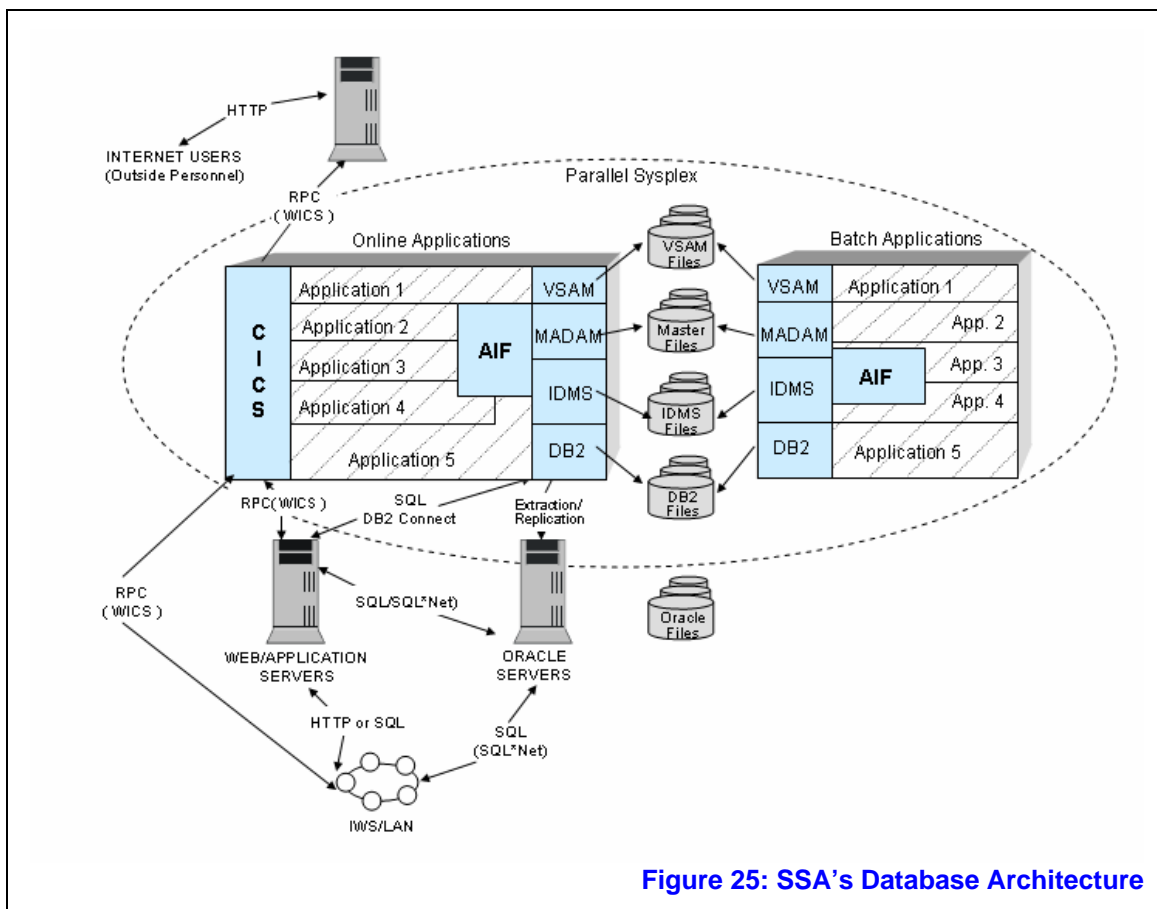 HTTP
INTERNET USERS
(Outside Personnel)
RPC
( WICS )
Parallel Sysplex
Online Applications
CICS
Application 1
Application 2
Application 3
Application 4
Application 5
AIF
VSAM
MADAM
IDMS
DB2
VSAM
Files
Master
Files
IDMS
Files
DB2
Files
Batch Applications
VSAM
MADAM
IDMS
DB2
AIF
Application 1
App. 2
App. 3
App. 4
Application 5
RPC(WICS )
SQL
DB2 Connect
Extraction/
Replication
RPC
( WICS )
SQL/SQL*Net)
Oracle
Files
WEB/APPLICATION
SERVERS
ORACLE
SERVERS
HTTP or SQL
SQL
(SQL*Net)
IWS/LAN
Figure 25: SSA's Database Architecture